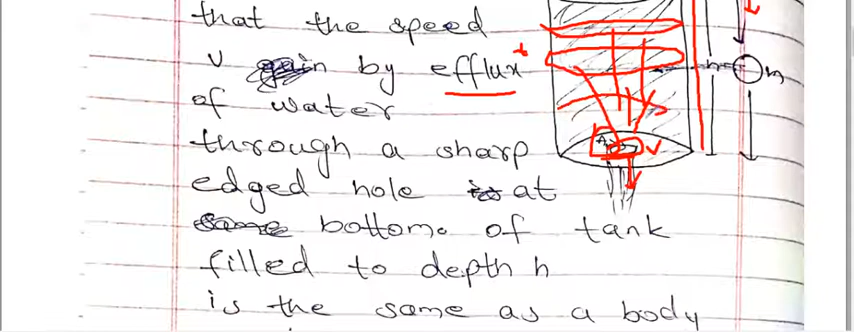 that the speed
v gain by efflux
of water
through a sharp
edged hole at
bottom of tank
filled to depth h
is the same as a body
h
m
A
v